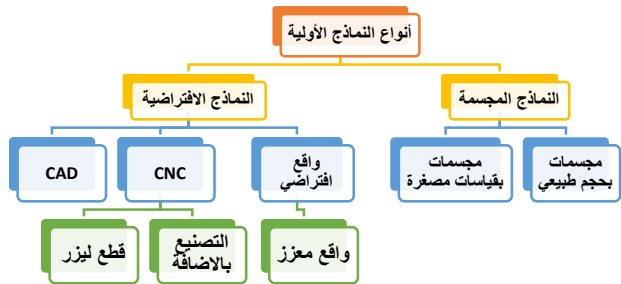 أنواع النماذج الأولية
النماذج المجسمة
النماذج الافتراضية
مجسمات
بحجم طبيعي
مجسمات
بقياسات مصغرة
واقع
افتراضي
CNC
CAD
واقع معزز
التصنيع
بالاضافة
قطع ليزر